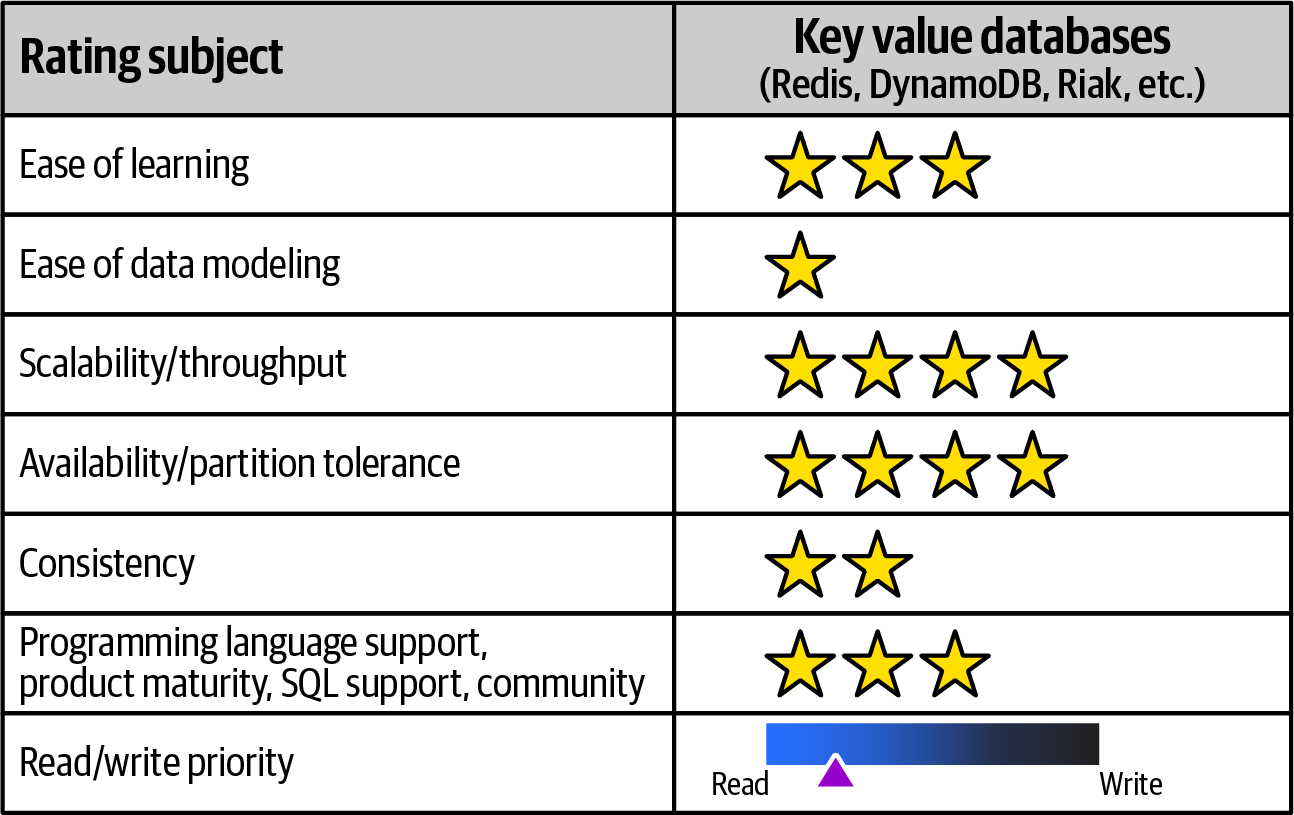 Rating subject
Key value databases
(Redis, DynamoDB, Riak, etc.)
Ease of learning
Ease of data modeling
Scalability/throughput
Availability/partition tolerance
Consistency
Programming language support,
product maturity, SQL support, community
Read/write priority
Read
Write